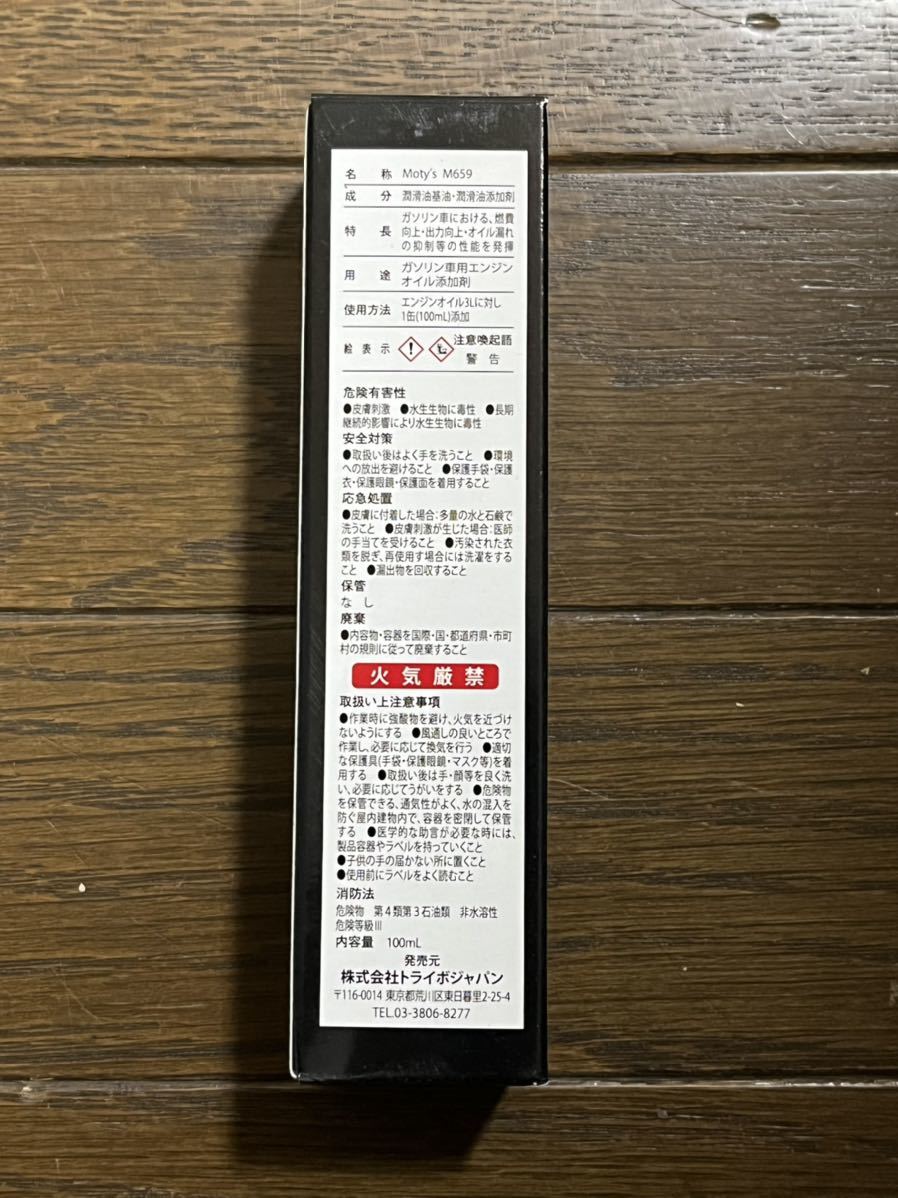 名称 Moty's M659
成分 潤滑油基油・潤滑油添加剤
特長 ガソリン車における、燃費
向上・出力向上・オイル漏れ
の抑制等の性能を発揮
用途 ガソリン車用エンジン
オイル添加剤
使用方法 エンジンオイル3Lに対し
1缶(100mL)添加
絵表示 注意喚起語
警告
危険有害性
●皮膚刺激 ●水生生物に毒性 ●長期
継続的影響により水生生物に毒性
安全対策
●取扱い後はよく手を洗うこと ●環境
への放出を避けること ●保護手袋・保護
衣・保護眼鏡・保護面を着用すること
応急処置
●皮膚に付着した場合:多量の水と石鹸で
洗うこと ●皮膚刺激が生じた場合:医師
の手当てを受けること ●汚染された衣
類を脱ぎ、再使用す場合には洗濯をする
こと ●漏出物を回収すること
保管
なし
廃棄
●内容物・容器を国際・国・都道府県・市町
村の規則に従って廃棄すること
火気厳禁
取扱い上注意事項
●作業時に強酸物を避け、火気を近づけ
ないようにする ●風通しの良いところで
作業し、必要に応じて換気を行う ●適切
な保護具(手袋・保護眼鏡・マスク等)を着
用する ●取扱い後は手・顔等を良く洗
い、必要に応じてうがいをする ●危険物
を保管できる、通気性がよく、水の混入を
防ぐ屋内建物内で、容器を密閉して保管
する ●医学的な助言が必要な時には、
製品容器やラベルを持っていくこと
●子供の手の届かない所に置くこと
●使用前にラベルをよく読むこと
消防法
危険物 第4類第3石油類 非水溶性
危険等級Ⅲ
内容量 100mL
発売元
株式会社トライボジャパン
〒116-0014 東京都荒川区東日暮里2-25-4
TEL.03-3806-8277